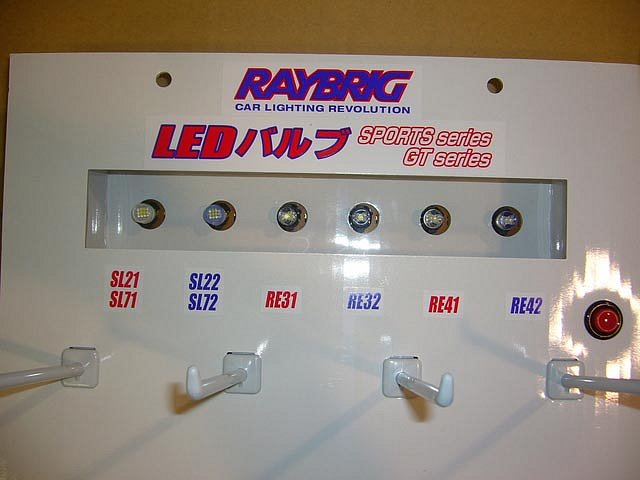 RAYBRIG
CAR LIGHTING REVOLUTION
LEDバルブ SPORTS series
GT series
SL21 SL22 RE31 RE32 RE41 RE42
SL71 SL72